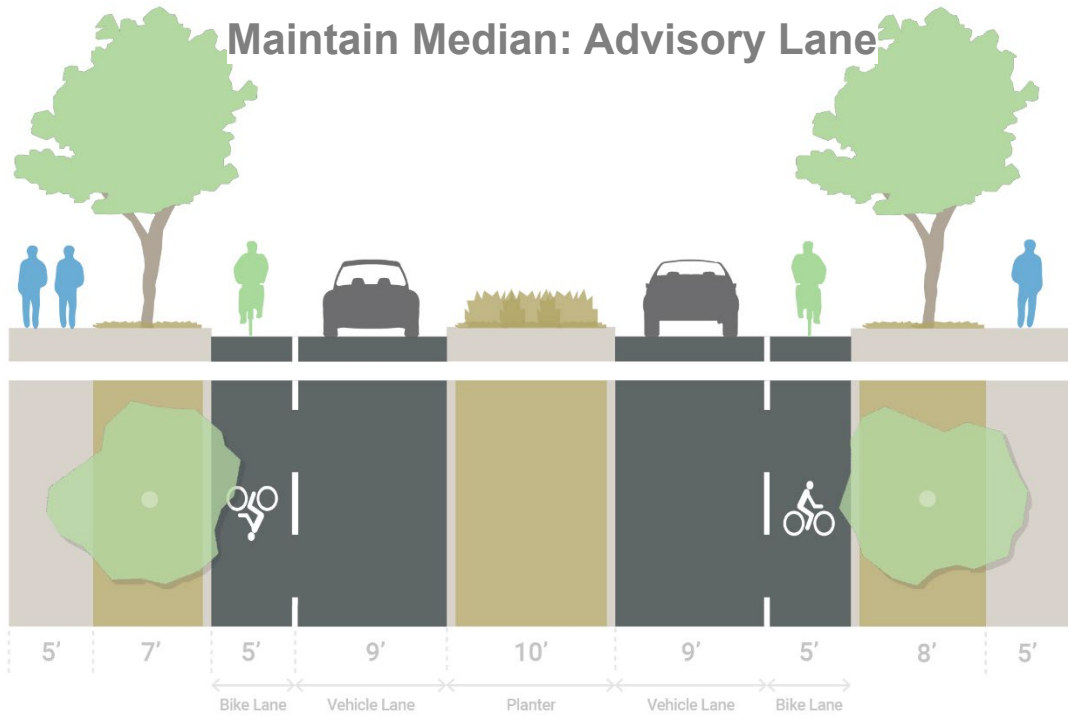 Maintain Median: Advisory Lane
5' 7' 5' 9' 10' 9' 5' 8' 5'
Bike Lane Vehicle Lane Planter Vehicle Lane Bike Lane